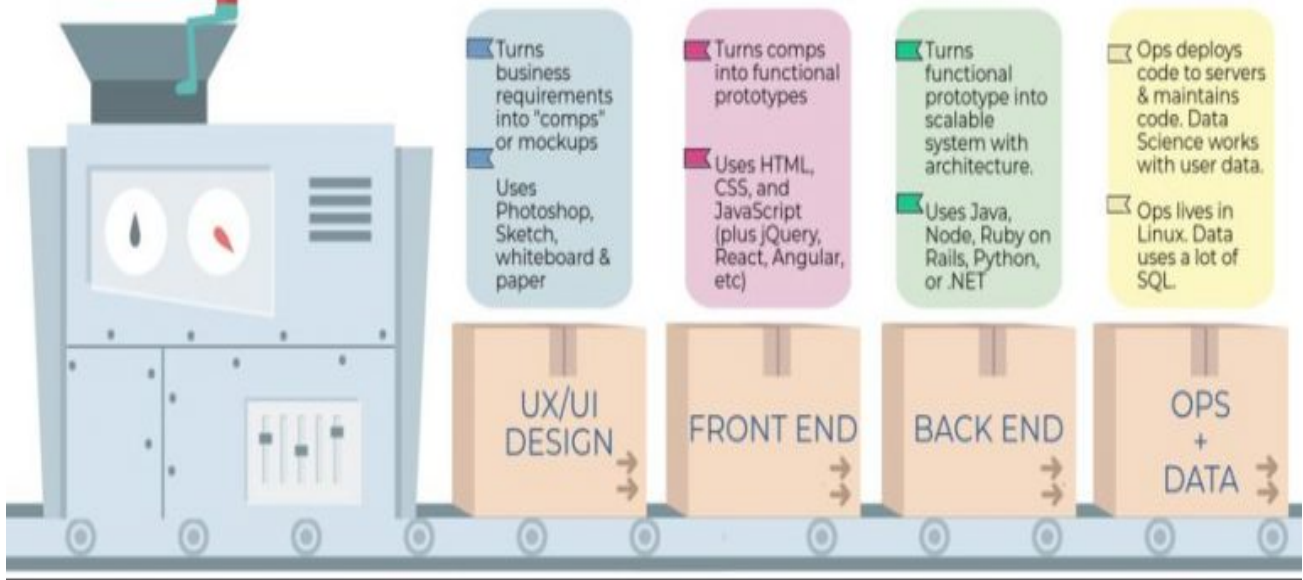 Turns
business
requirements
into "comps"
or mockups
Uses
Photoshop,
Sketch,
whiteboard &
paper
Turns comps
into functional
prototypes
Uses HTML,
CSS, and
JavaScript
(plus jQuery,
React, Angular,
etc)
Turns
functional
prototype into
scalable
system with
architecture.
Uses Java,
Node, Ruby on
Rails, Python,
or .NET
Ops deploys
code to servers
& maintains
code. Data
Science works
with user data.
Ops lives in
Linux. Data
uses a lot of
SQL.
UX/UI
DESIGN
FRONT END
BACK END
OPS
+
DATA